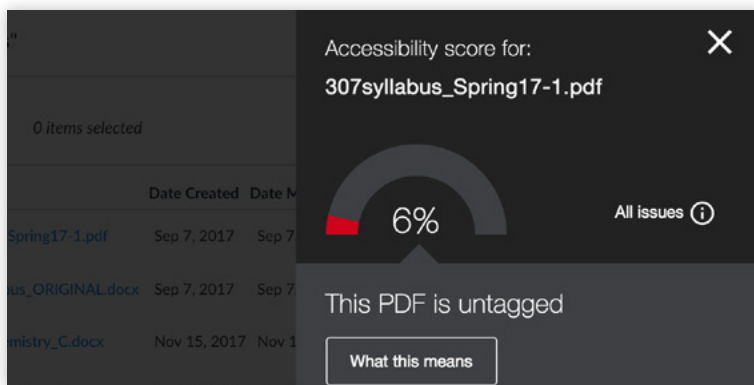 s"
0 items selected
Date Created Date M
Spring17-1.pdf Sep 7, 2017 Sep 7
us_ORIGINAL.docx Sep 7, 2017 Sep 7
emistry_C.docx Nov 15, 2017 Nov 1
Accessibility score for:
307syllabus_Spring17-1.pdf
6%
All issues
This PDF is untagged
What this means